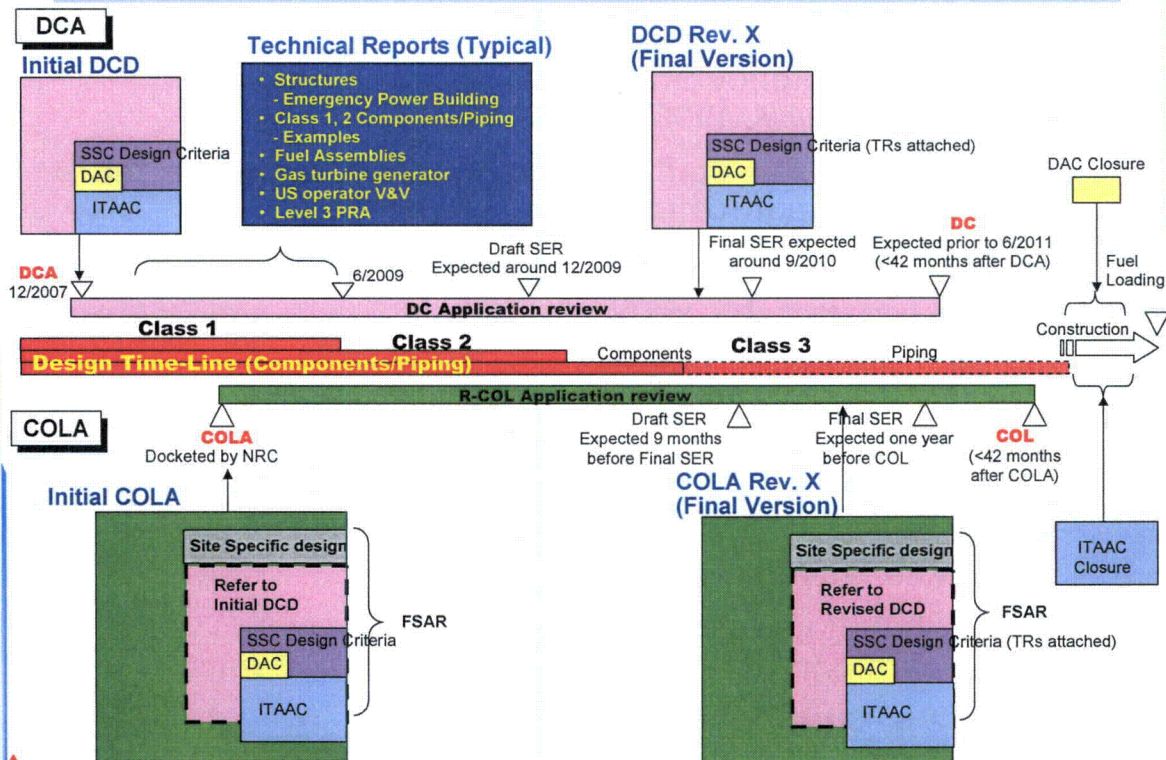 DCA
Initial DCD
SSC Design Criteria
DAC
ITAAC
Technical Reports (Typical)
• Structures
- Emergency Power Building
• Class 1, 2 Components/Piping
- Examples
• Fuel Assemblies
• Gas turbine generator
• US operator V&V
• Level 3 PRA
DCD Rev. X
(Final Version)
SSC Design Criteria (TRs attached)
DAC
ITAAC
DAC Closure
DCA
12/2007
6/2009
Draft SER
Expected around 12/2009
Final SER expected
around 9/2010
DC
Expected prior to 6/2011
(<42 months after DCA)
Fuel
Loading
DC Application review
Construction
Class 1
Class 2
Components
Class 3
Piping
Design Time-Line (Components/Piping)
R-COL Application review
COLA
COLA
Docketed by NRC
Draft SER
Expected 9 months
before Final SER
Final SER
Expected one year
before COL
COL
(<42 months
after COLA)
Initial COLA
Site Specific design
Refer to
Initial DCD
SSC Design Criteria
DAC
ITAAC
FSAR
COLA Rev. X
(Final Version)
Site Specific design
Refer to
Revised DCD
SSC Design Criteria (TRs attached)
DAC
ITAAC
FSAR
ITAAC
Closure